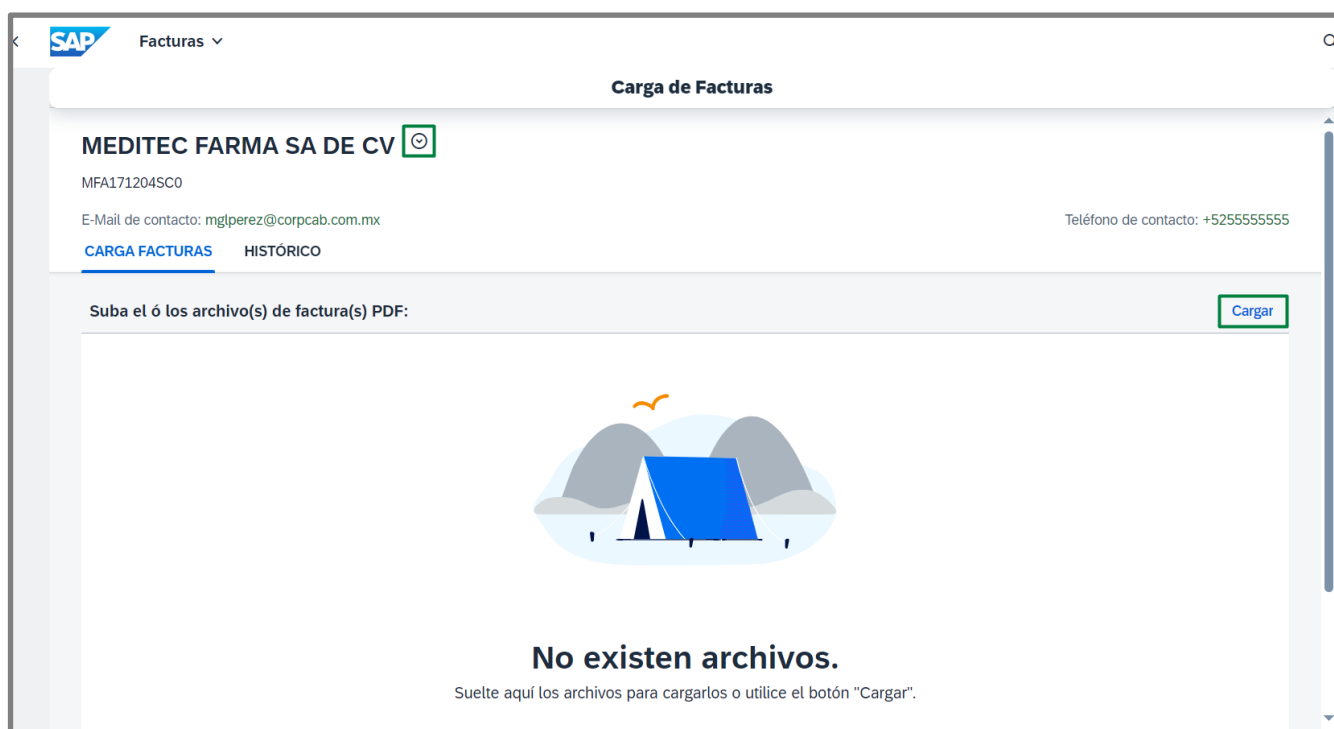 SAP Facturas
Carga de Facturas
MEDITEC FARMA SA DE CV
MFA171204SC0
E-Mail de contacto: mglperez@corpcab.com.mx Teléfono de contacto: +5255555555
CARGA FACTURAS HISTÓRICO
Suba el ó los archivo(s) de factura(s) PDF: Cargar
No existen archivos.
Suelte aquí los archivos para cargarlos o utilice el botón "Cargar".